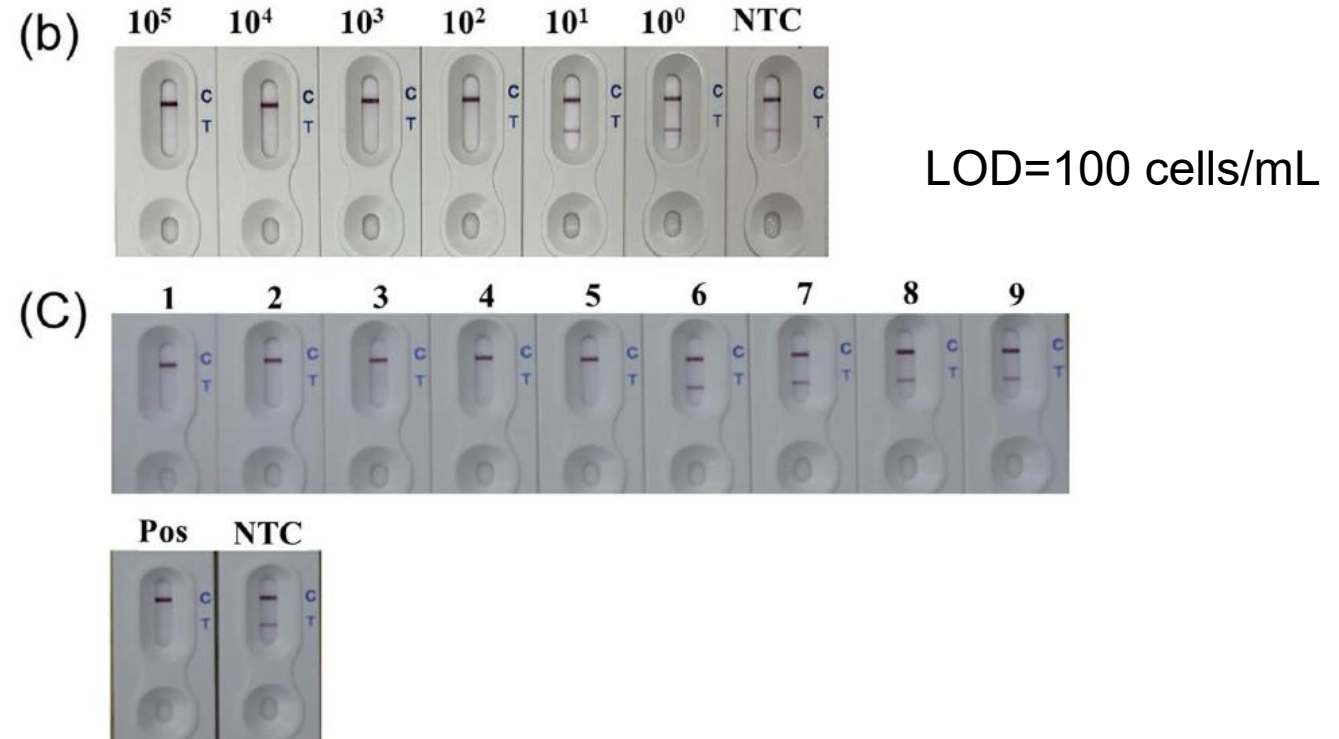 (b)
10⁵ 10⁴ 10³ 10² 10¹ 10⁰ NTC
C C C C C C C
T T T T T T T
LOD=100 cells/mL
(C)
1 2 3 4 5 6 7 8 9
C C C C C C C C C
T T T T T T T T T
Pos NTC
C C
T T